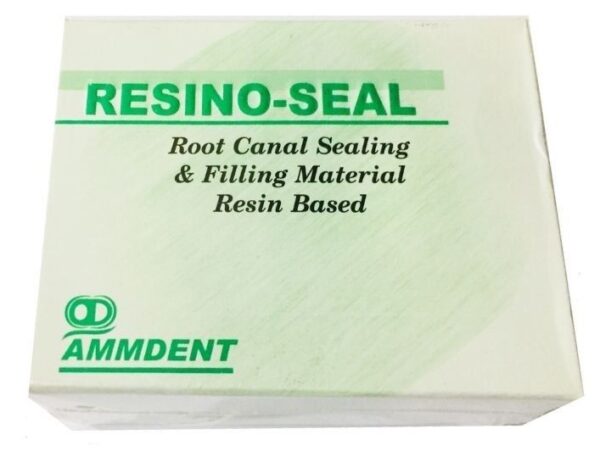 RESINO-SEAL
Root Canal Sealing
& Filling Material
Resin Based
AMMDENT